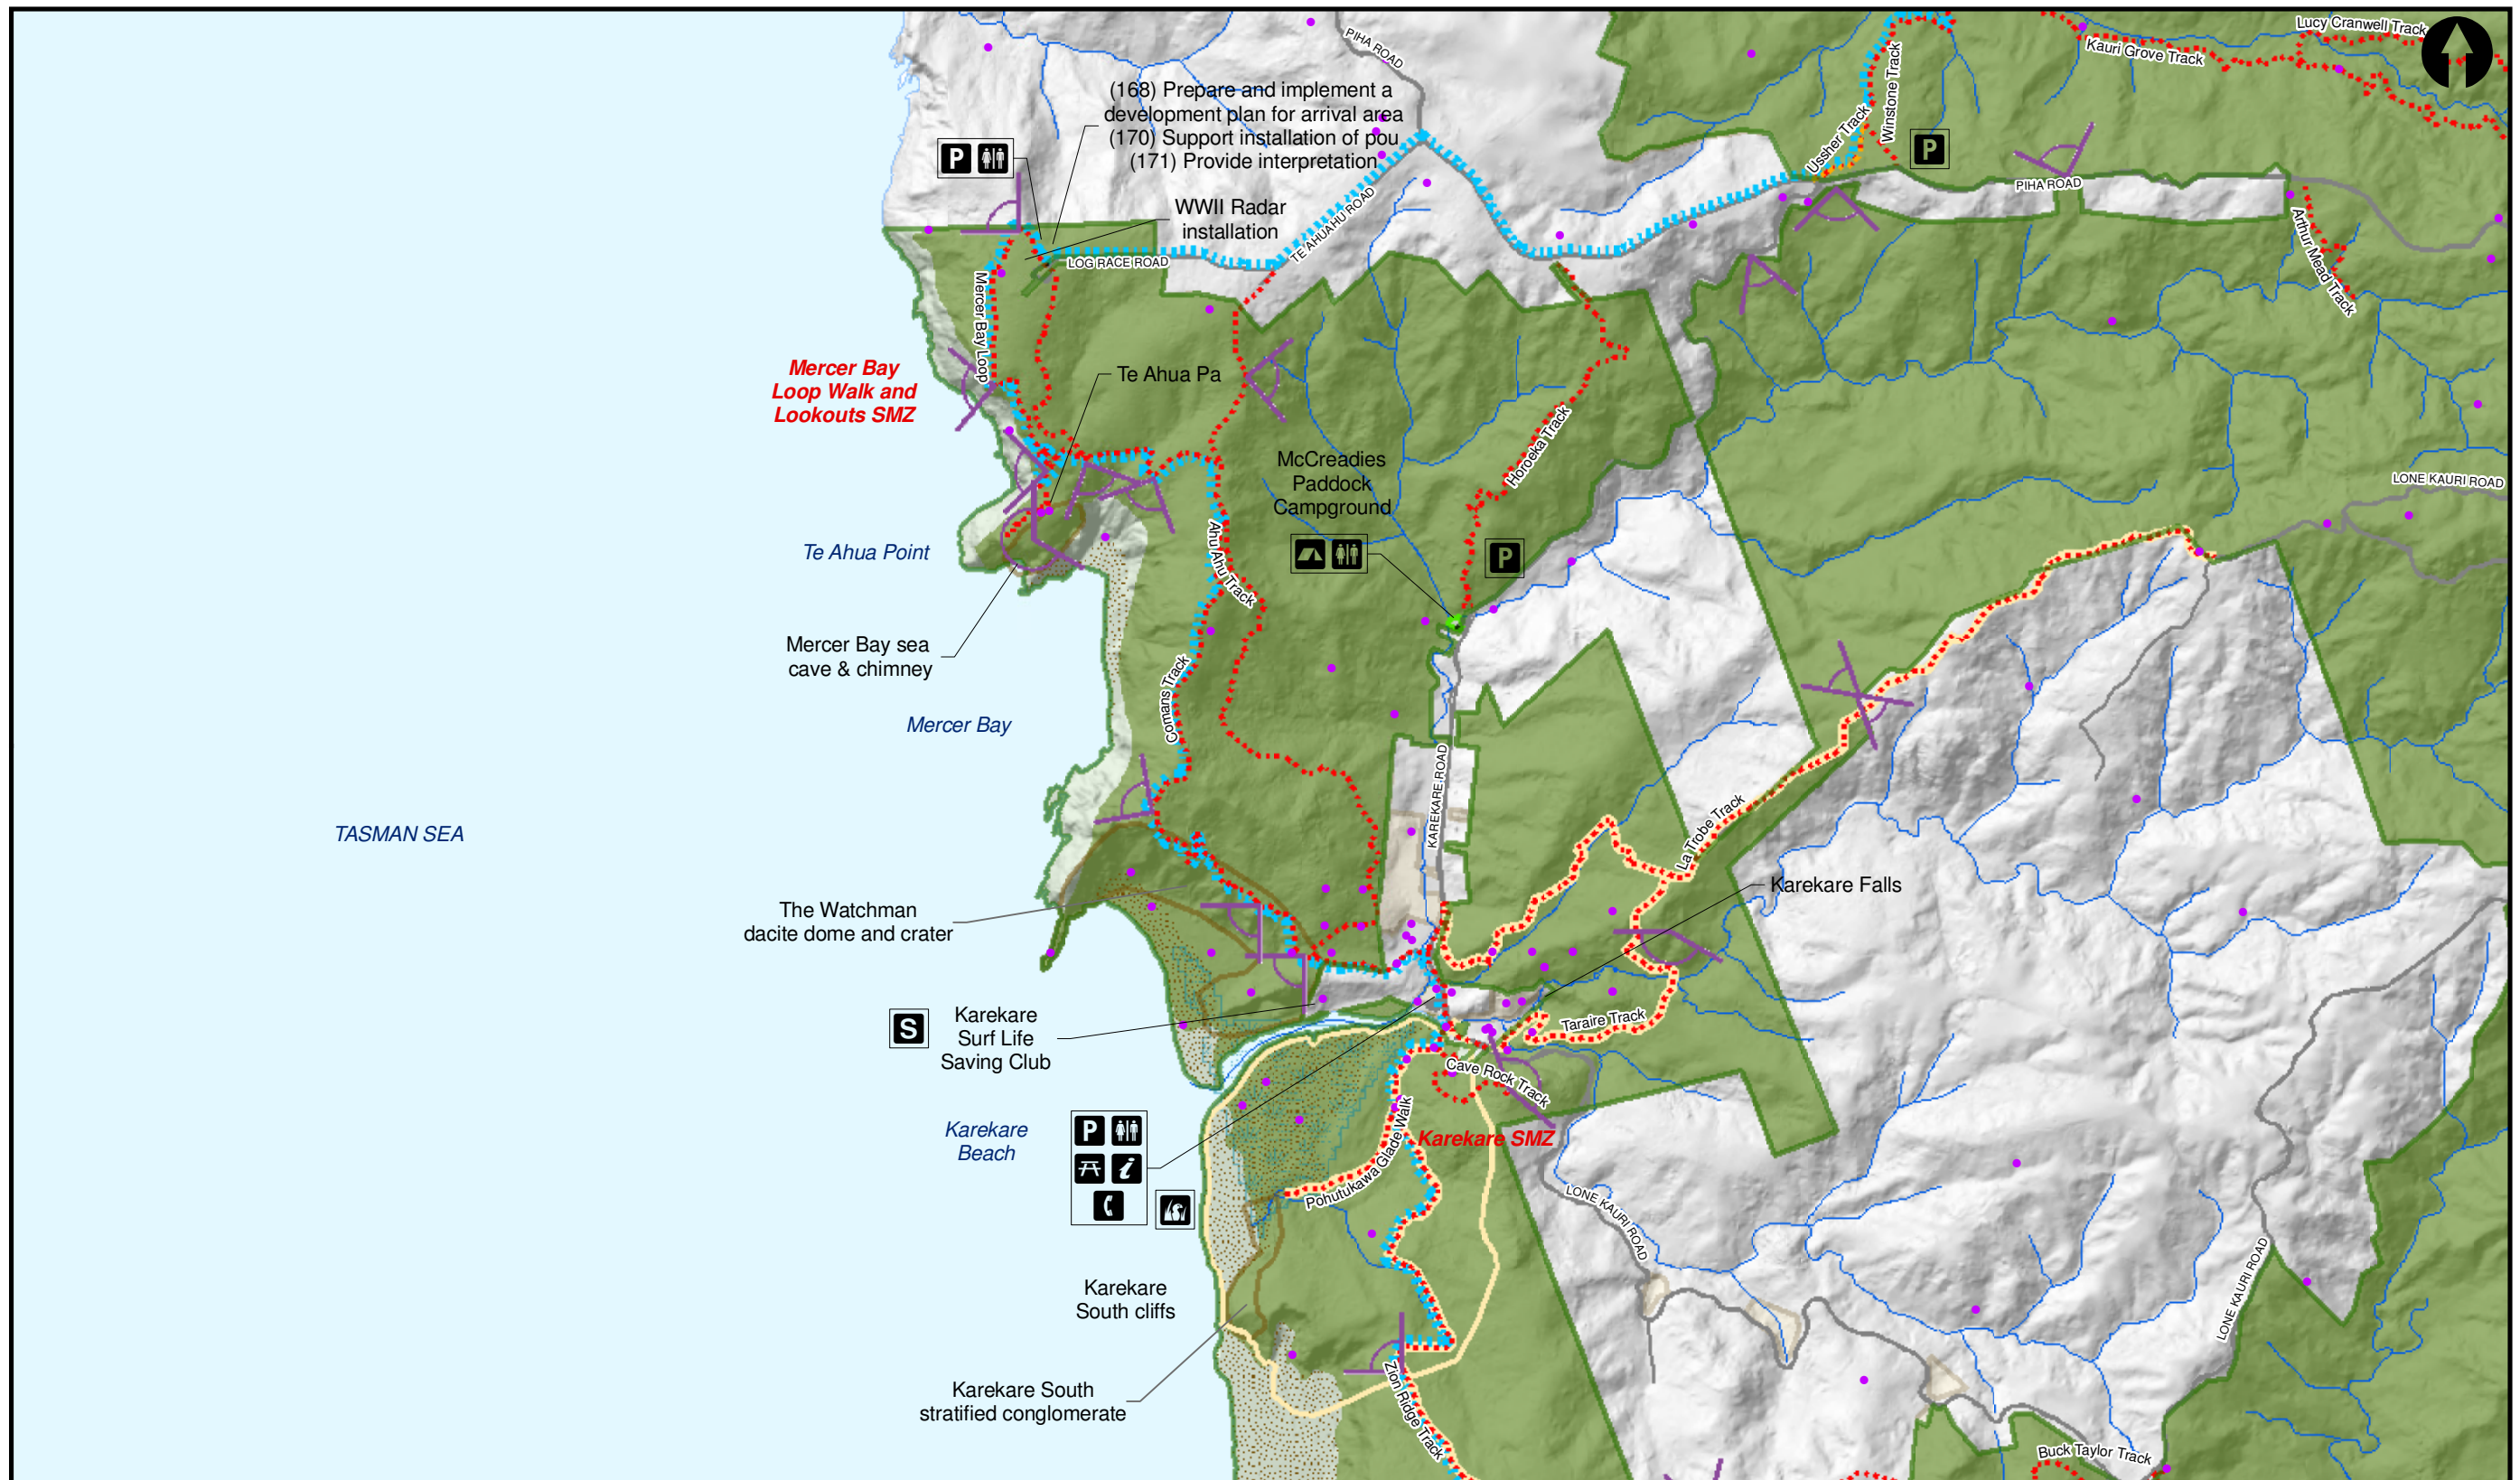 Lucy Cranwell Track
Kauri Grove Track
PIHA ROAD
Winstone Track
Ussher Track
P
PIHA ROAD
(168) Prepare and implement a
development plan for arrival area
(170) Support installation of pou
(171) Provide interpretation
P
WWII Radar
installation
TE AHUAHU ROAD
LOG RACE ROAD
Arthur Mead Track
Mercer Bay Loop
Mercer Bay
Loop Walk and
Lookouts SMZ
Te Ahua Pa
Horoeka Track
McCreadies
Paddock
Campground
P
LONE KAURI ROAD
Te Ahua Point
Ahu Ahu Track
Mercer Bay sea
cave & chimney
Comans Track
Mercer Bay
KAREKARE ROAD
TASMAN SEA
La Trobe Track
Karekare Falls
The Watchman
dacite dome and crater
S
Karekare
Surf Life
Saving Club
Taraire Track
Cave Rock Track
Karekare
Beach
P
i
Pohutukawa Glade Walk
Karekare SMZ
LONE KAURI ROAD
LONE KAURI ROAD
Karekare
South cliffs
Karekare South
stratified conglomerate
Zion Ridge Track
Buck Taylor Track